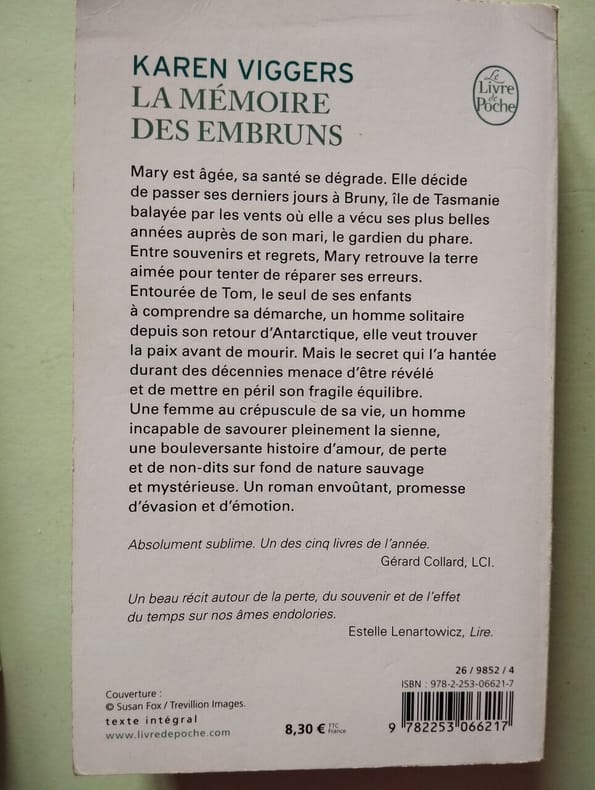 KAREN VIGGERS
LA MÉMOIRE
DES EMBRUNS
Le
Livre
de
Poche
Mary est âgée, sa santé se dégrade. Elle décide
de passer ses derniers jours à Bruny, île de Tasmanie
balayée par les vents où elle a vécu ses plus belles
années auprès de son mari, le gardien du phare.
Entre souvenirs et regrets, Mary retrouve la terre
aimée pour tenter de réparer ses erreurs.
Entourée de Tom, le seul de ses enfants
à comprendre sa démarche, un homme solitaire
depuis son retour d'Antarctique, elle veut trouver
la paix avant de mourir. Mais le secret qui l'a hantée
durant des décennies menace d'être révélé
et de mettre en péril son fragile équilibre.
Une femme au crépuscule de sa vie, un homme
incapable de savourer pleinement la sienne,
une bouleversante histoire d'amour, de perte
et de non-dits sur fond de nature sauvage
et mystérieuse. Un roman envoûtant, promesse
d'évasion et d'émotion.
Absolument sublime. Un des cinq livres de l'année.
Gérard Collard, LCI.
Un beau récit autour de la perte, du souvenir et de l'effet
du temps sur nos âmes endolories.
Estelle Lenartowicz, Lire.
Couverture :
© Susan Fox / Trevillion Images.
texte intégral
www.livredepoche.com
8,30 € TTC
France
26 / 9852 / 4
ISBN : 978-2-253-06621-7
9 782253 066217